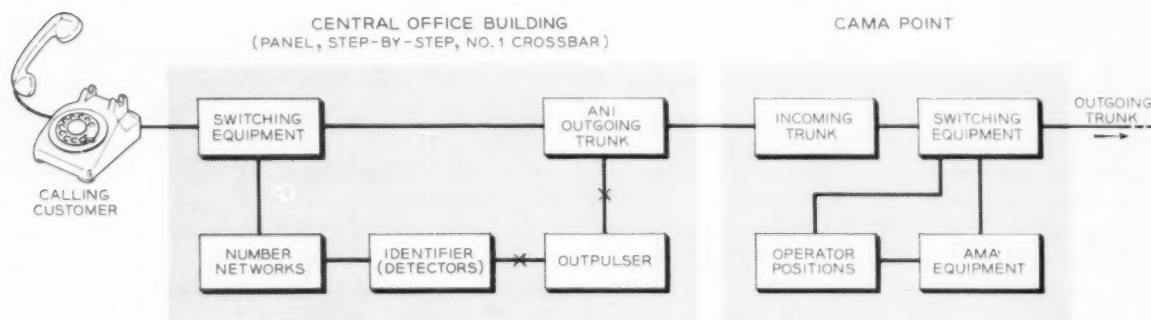 CENTRAL OFFICE BUILDING
(PANEL, STEP-BY-STEP, NO. 1 CROSSBAR)
CAMA POINT
CALLING
CUSTOMER
SWITCHING
EQUIPMENT
ANI
OUTGOING
TRUNK
INCOMING
TRUNK
SWITCHING
EQUIPMENT
OUTGOING
TRUNK
NUMBER
NETWORKS
IDENTIFIER
(DETECTORS)
OUTPULSER
OPERATOR
POSITIONS
AMA
EQUIPMENT